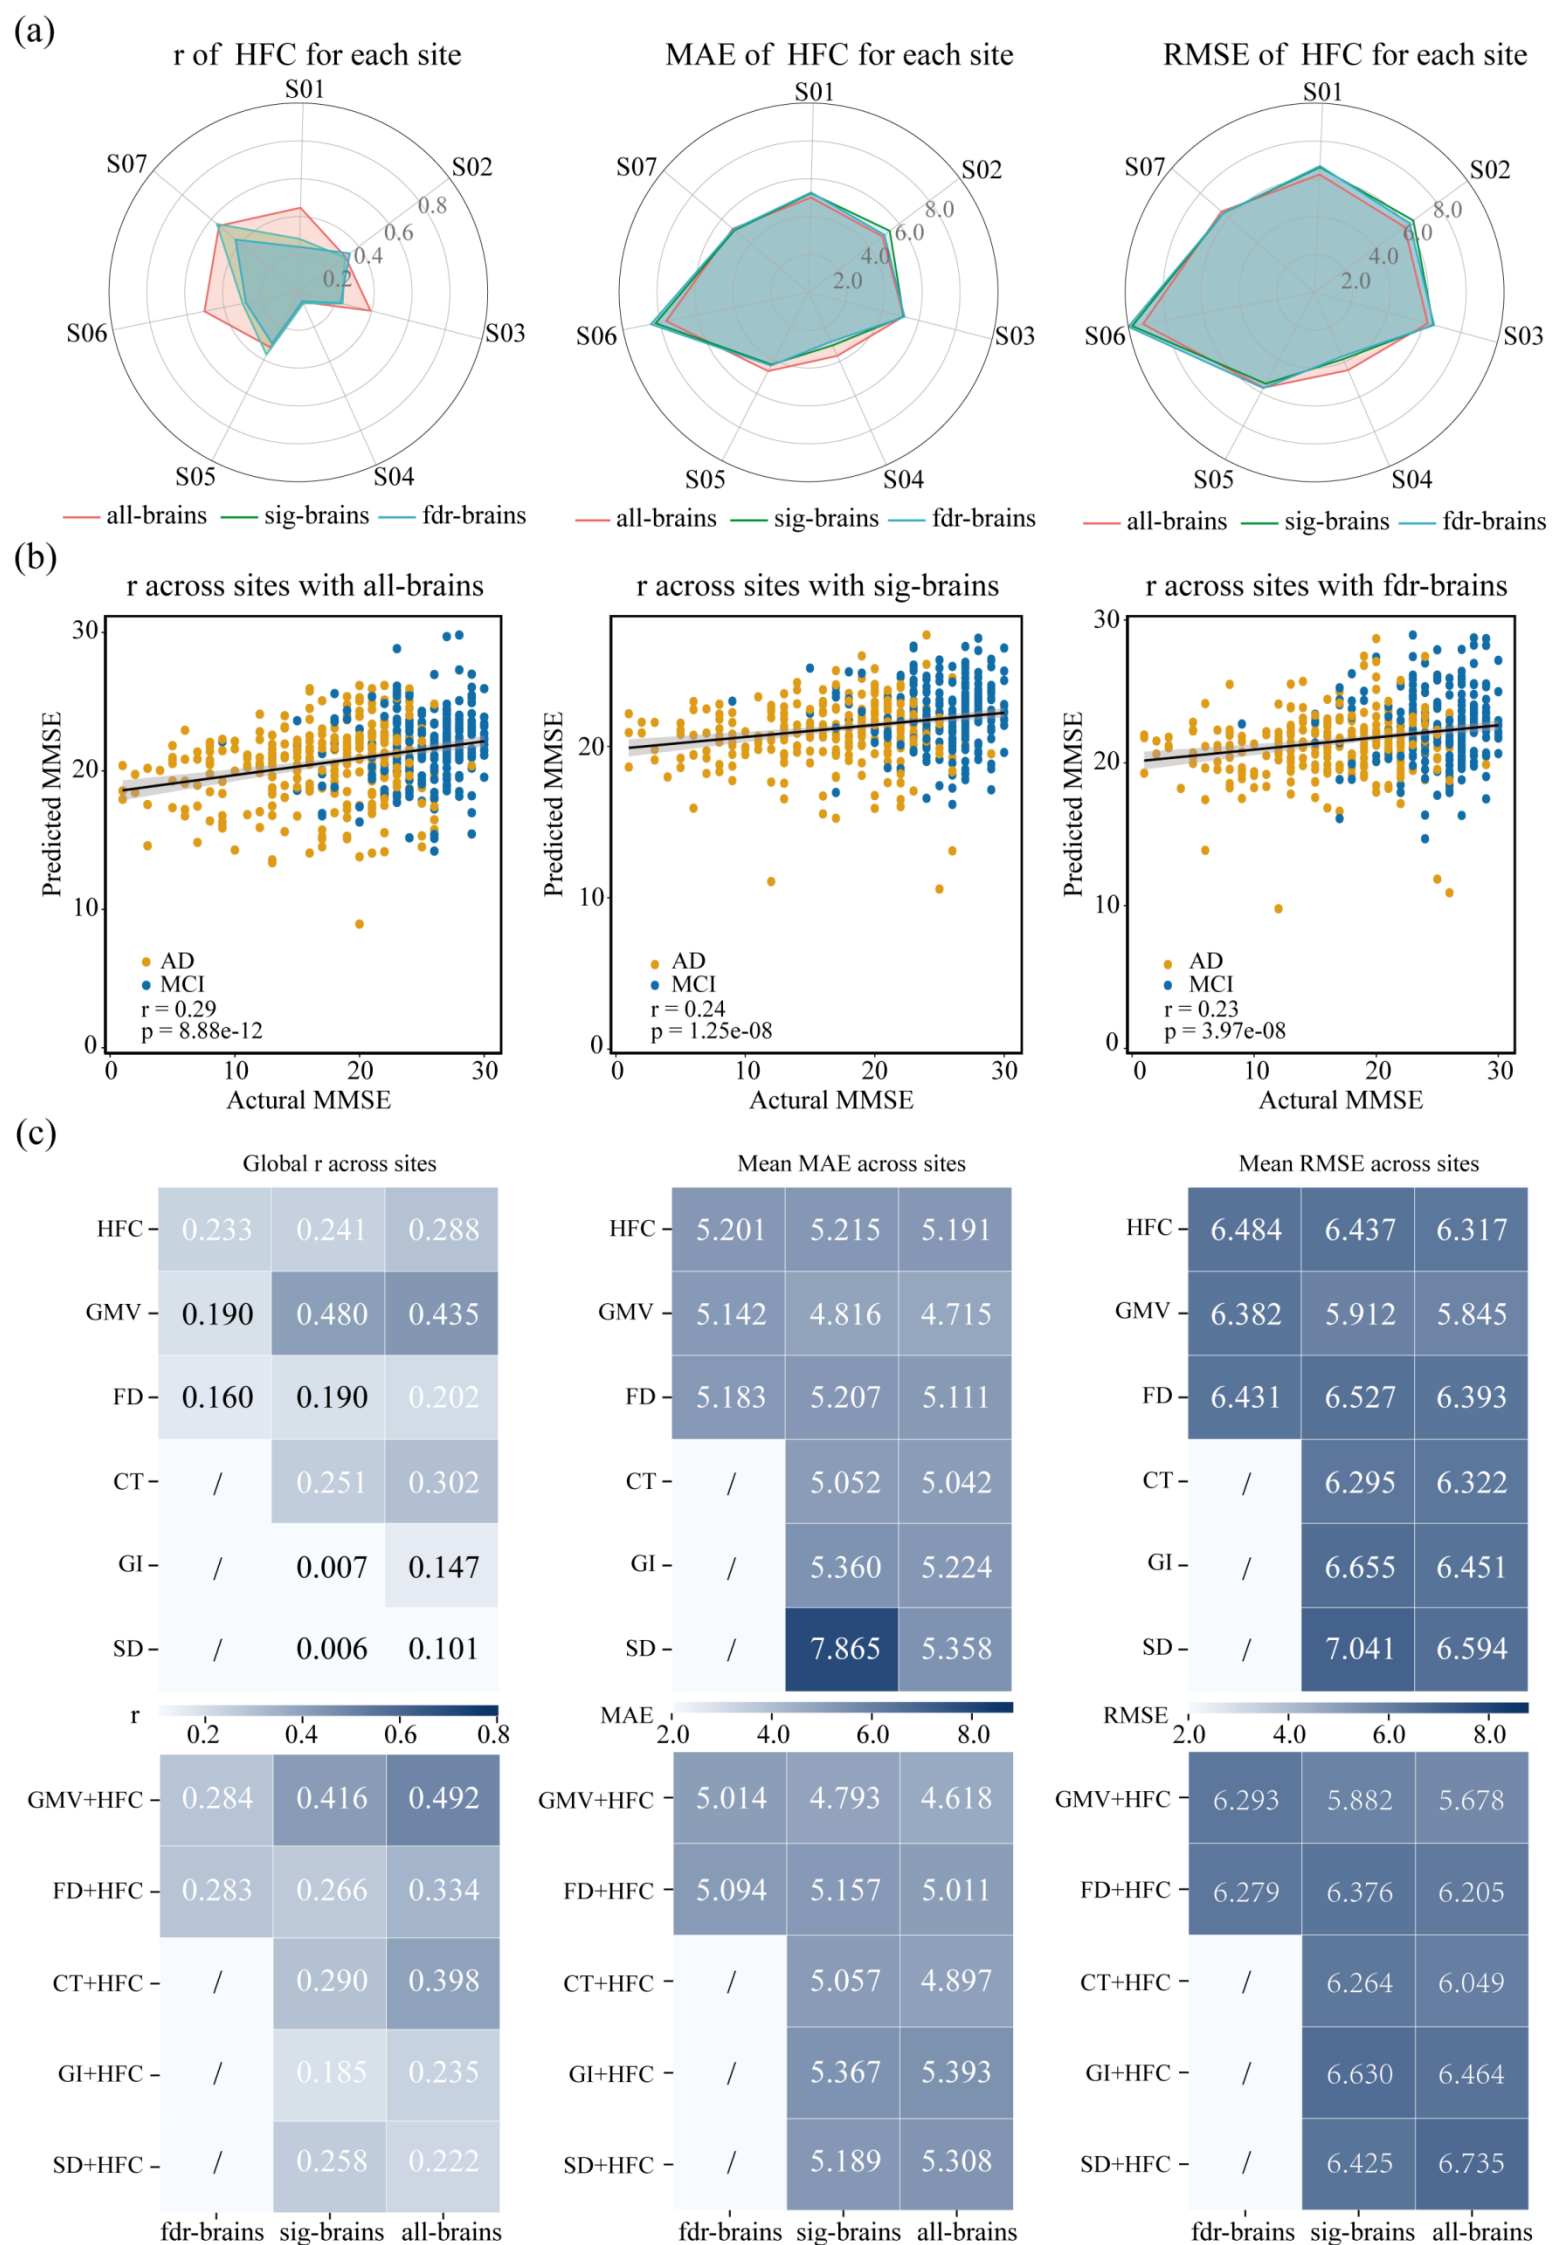 (a)
r of HFC for each site
MAE of HFC for each site
RMSE of HFC for each site
S01
S02
S03
S04
S05
S06
S07
0.2
0.4
0.6
0.8
S01
S02
S03
S04
S05
S06
S07
2.0
4.0
6.0
8.0
S01
S02
S03
S04
S05
S06
S07
2.0
4.0
6.0
8.0
all-brains sig-brains fdr-brains
all-brains sig-brains fdr-brains
all-brains sig-brains fdr-brains
(b)
r across sites with all-brains
Predicted MMSE
30
20
10
0
AD
MCI
r = 0.29
p = 8.88e-12
0 10 20 30
Actural MMSE
r across sites with sig-brains
Predicted MMSE
20
10
0
AD
MCI
r = 0.24
p = 1.25e-08
0 10 20 30
Actural MMSE
r across sites with fdr-brains
Predicted MMSE
30
20
10
0
AD
MCI
r = 0.23
p = 3.97e-08
0 10 20 30
Actural MMSE
(c)
Global r across sites
HFC 0.233 0.241 0.288
GMV 0.190 0.480 0.435
FD 0.160 0.190 0.202
CT / 0.251 0.302
GI / 0.007 0.147
SD / 0.006 0.101
r
0.2 0.4 0.6 0.8
GMV+HFC 0.284 0.416 0.492
FD+HFC 0.283 0.266 0.334
CT+HFC / 0.290 0.398
GI+HFC / 0.185 0.235
SD+HFC / 0.258 0.222
fdr-brains sig-brains all-brains
Mean MAE across sites
HFC 5.201 5.215 5.191
GMV 5.142 4.816 4.715
FD 5.183 5.207 5.111
CT / 5.052 5.042
GI / 5.360 5.224
SD / 7.865 5.358
MAE
2.0 4.0 6.0 8.0
GMV+HFC 5.014 4.793 4.618
FD+HFC 5.094 5.157 5.011
CT+HFC / 5.057 4.897
GI+HFC / 5.367 5.393
SD+HFC / 5.189 5.308
fdr-brains sig-brains all-brains
Mean RMSE across sites
HFC 6.484 6.437 6.317
GMV 6.382 5.912 5.845
FD 6.431 6.527 6.393
CT / 6.295 6.322
GI / 6.655 6.451
SD / 7.041 6.594
RMSE
2.0 4.0 6.0 8.0
GMV+HFC 6.293 5.882 5.678
FD+HFC 6.279 6.376 6.205
CT+HFC / 6.264 6.049
GI+HFC / 6.630 6.464
SD+HFC / 6.425 6.735
fdr-brains sig-brains all-brains